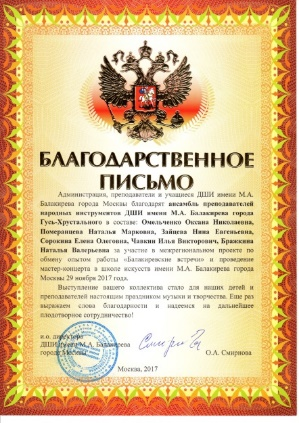 БЛАГОДАРСТВЕННОЕ
ПИСЬМО
Администрация, преподаватели и учащиеся ДШИ имени М.А.
Балакирева города Москвы благодарят ансамбль преподавателей
народных инструментов ДШИ имени М.А. Балакирева города
Гусь-Хрустального в составе: Омельченко Оксана Николаевна,
Померанцева Наталья Марковна, Зайцева Нина Евгеньевна,
Сорокина Елена Олеговна, Чапкин Илья Викторович, Бражкина
Наталья Валерьевна за участие в межрегиональном проекте по
обмену опытом работы «Балакиревские встречи» и проведение
мастер-концерта в школе искусств имени М.А. Балакирева города
Москвы 29 ноября 2017 года.
Выступление вашего коллектива стало для наших детей и
преподавателей настоящим праздником музыки и творчества. Еще раз
выражаем слова благодарности и надеемся на дальнейшее
плодотворное сотрудничество!
и.о. директора
ДШИ имени М.А. Балакирева
города Москвы
О.А. Смирнова
Москва, 2017